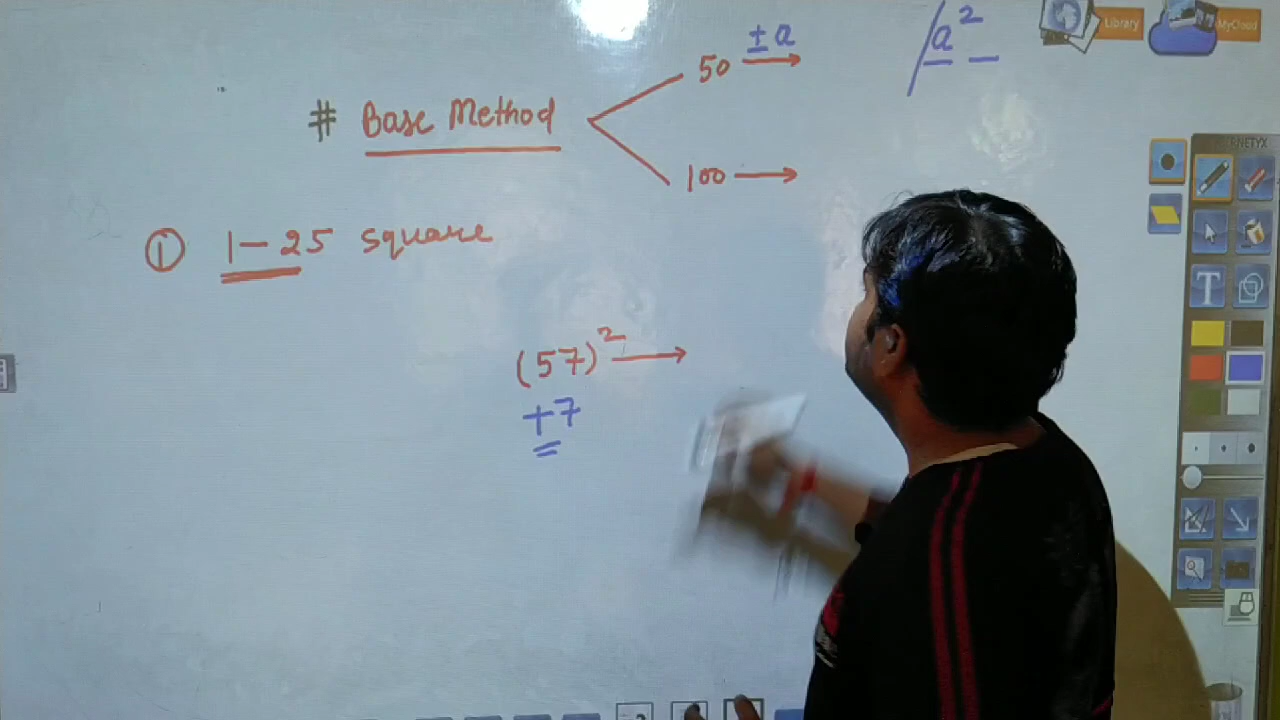 Library
MyCloud
# Base Method
50 ± a
/a²
100
① 1 – 25 square
(57)²
+7
T